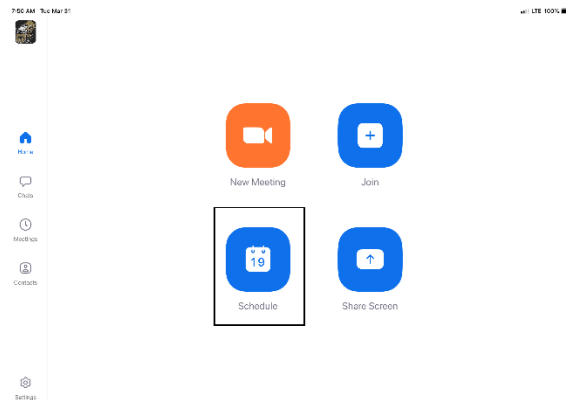 7:50 AM Tue Mar 31
LTE 100%
Home
Chats
Meetings
Contacts
Settings
New Meeting
Join
19
Schedule
Share Screen